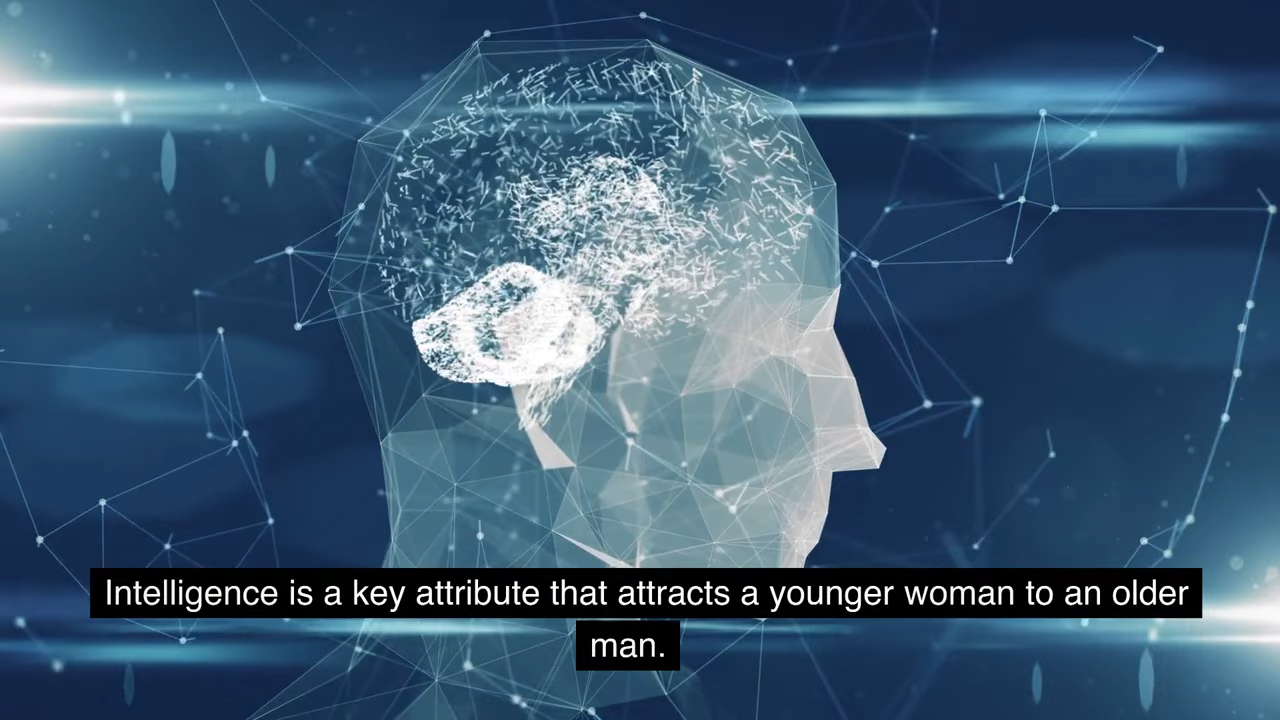 Intelligence is a key attribute that attracts a younger woman to an older
man.